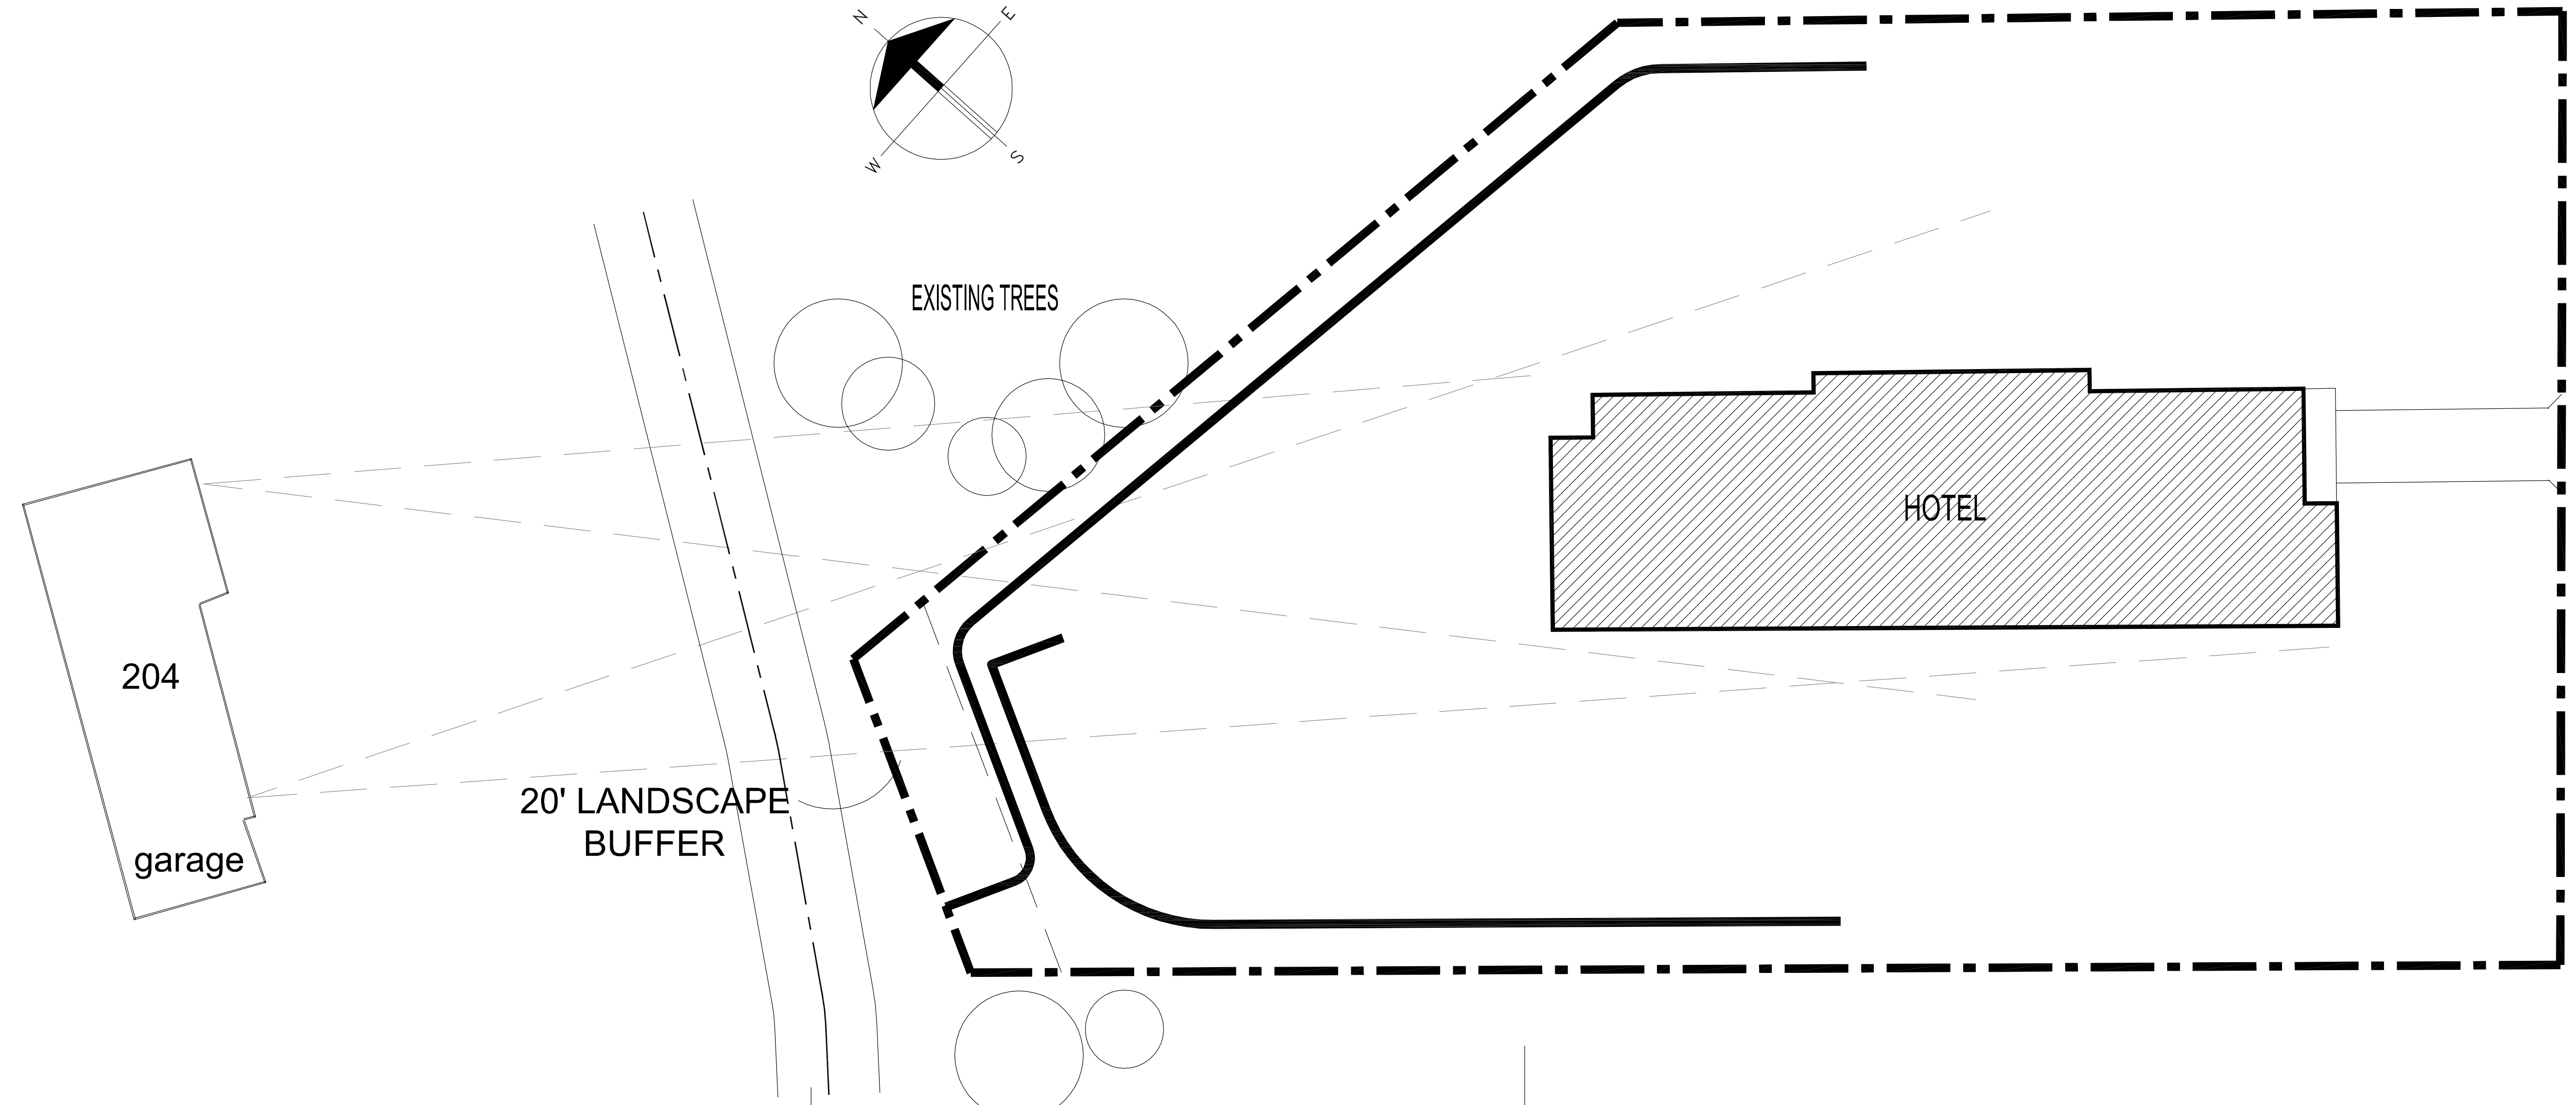 N
E
W
S
EXISTING TREES
HOTEL
204
20' LANDSCAPE
BUFFER
garage